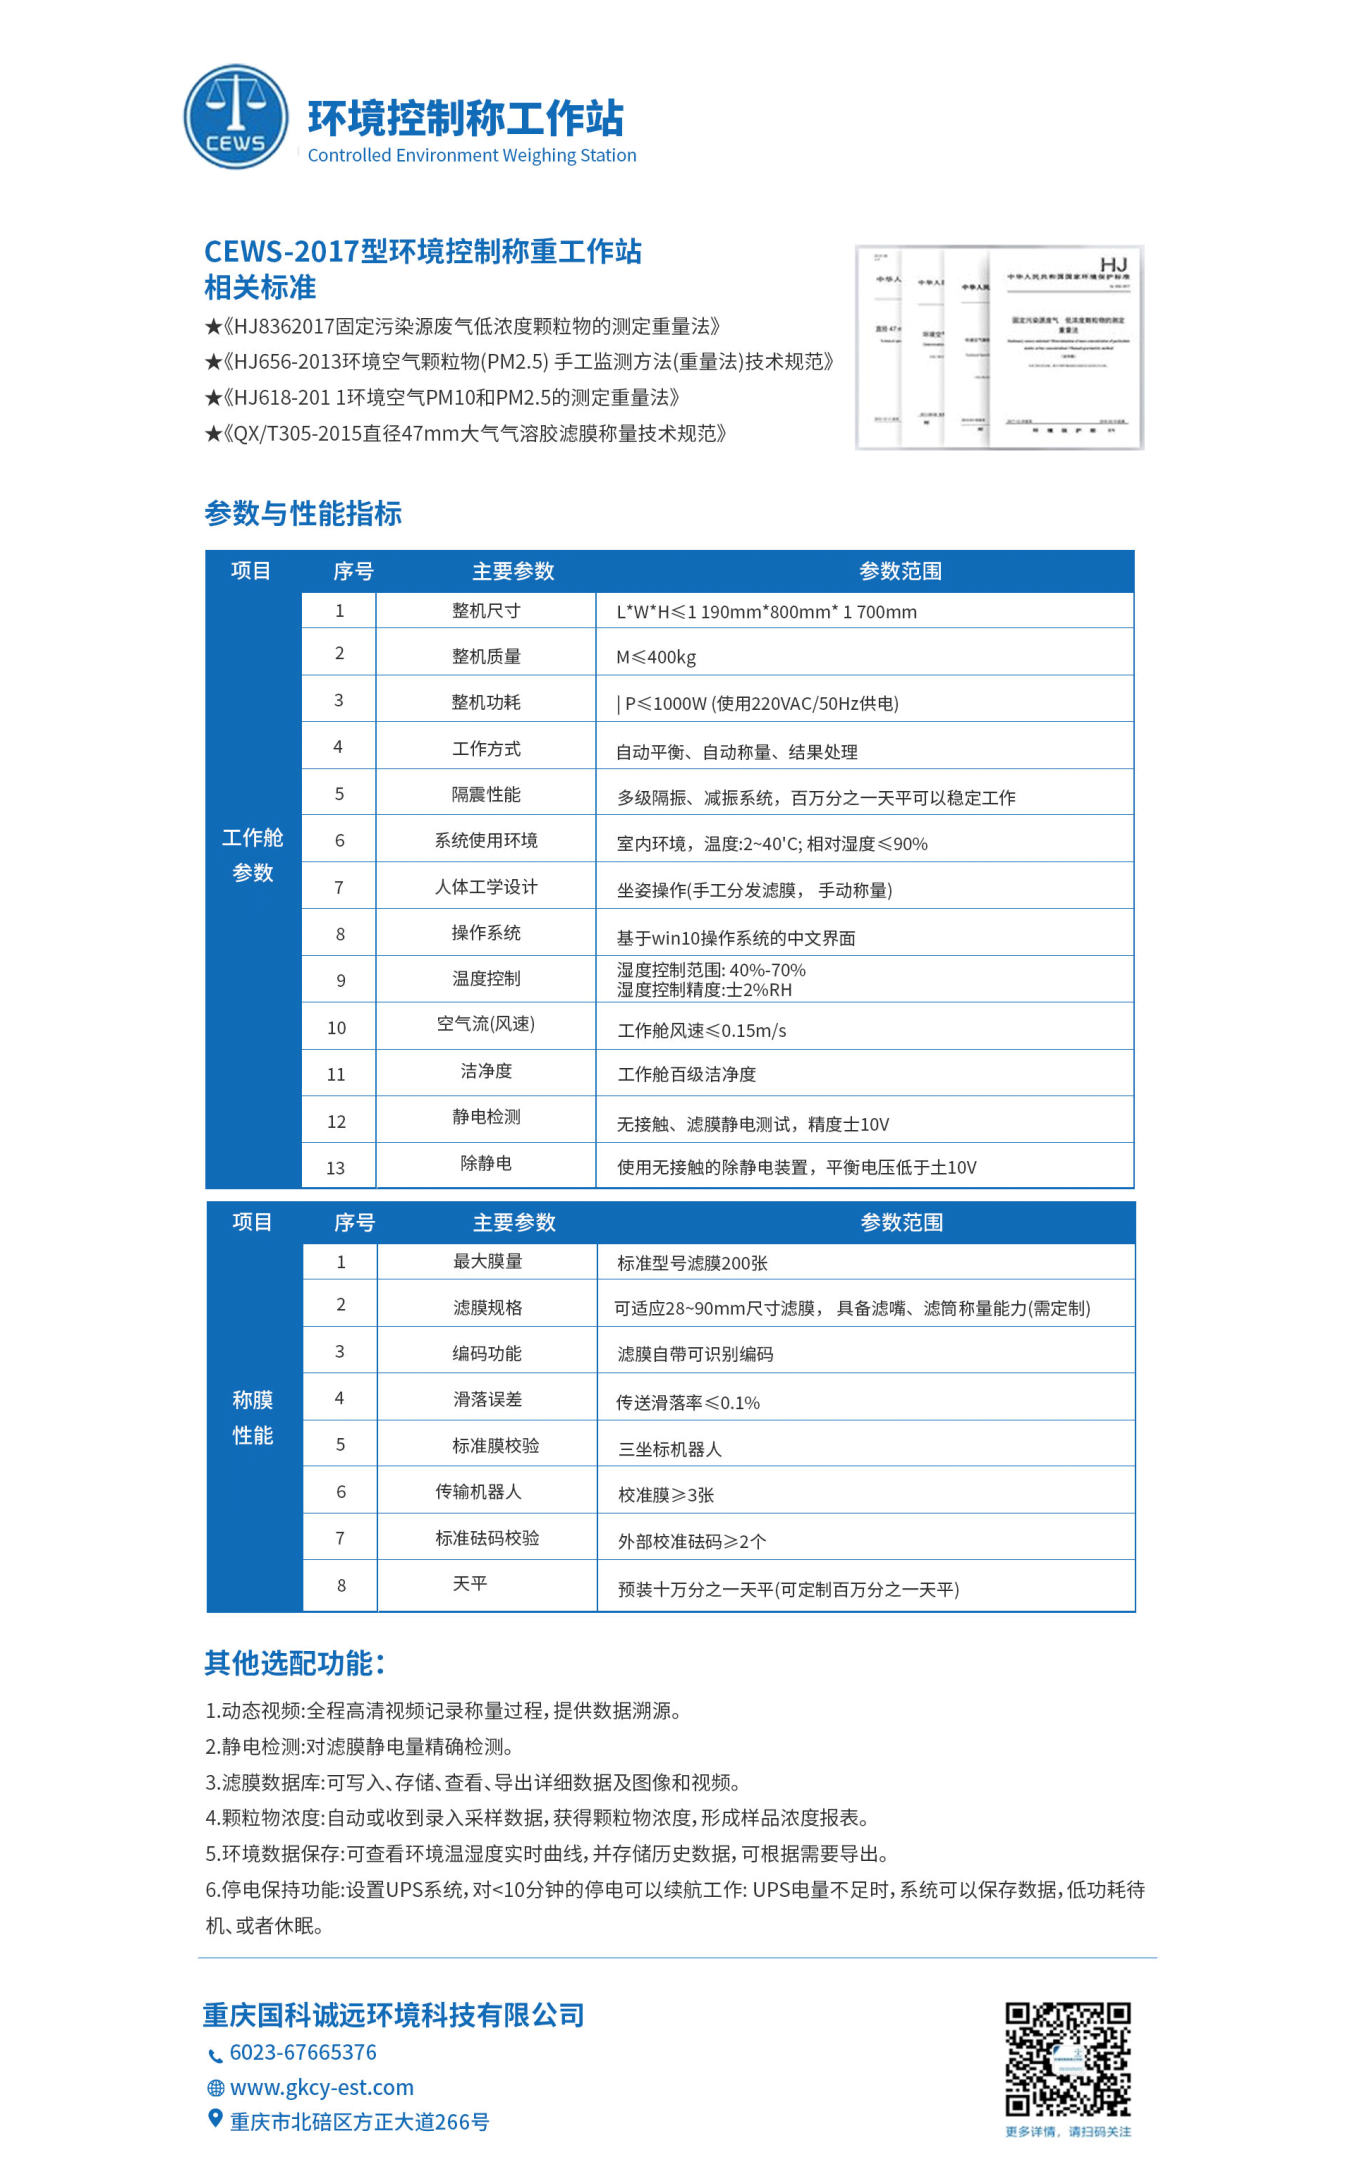 CEWS
环境控制称工作站
Controlled Environment Weighing Station
CEWS-2017型环境控制称重工作站
相关标准
★《HJ8362017固定污染源废气低浓度颗粒物的测定重量法》
★《HJ656-2013环境空气颗粒物(PM2.5) 手工监测方法(重量法)技术规范》
★《HJ618-201 1环境空气PM10和PM2.5的测定重量法》
★《QX/T305-2015直径47mm大气气溶胶滤膜称量技术规范》
HJ
中华人民共和国国家环境保护标准
固定污染源废气 低浓度颗粒物的测定
重量法
参数与性能指标
项目 序号 主要参数 参数范围
工作舱
参数
1 整机尺寸 L*W*H≤1 190mm*800mm* 1 700mm
2 整机质量 M≤400kg
3 整机功耗 | P≤1000W (使用220VAC/50Hz供电)
4 工作方式 自动平衡、自动称量、结果处理
5 隔震性能 多级隔振、减振系统，百万分之一天平可以稳定工作
6 系统使用环境 室内环境，温度:2~40'C; 相对湿度≤90%
7 人体工学设计 坐姿操作(手工分发滤膜， 手动称量)
8 操作系统 基于win10操作系统的中文界面
9 温度控制 湿度控制范围: 40%-70%
湿度控制精度:士2%RH
10 空气流(风速) 工作舱风速≤0.15m/s
11 洁净度 工作舱百级洁净度
12 静电检测 无接触、滤膜静电测试，精度士10V
13 除静电 使用无接触的除静电装置，平衡电压低于土10V
项目 序号 主要参数 参数范围
称膜
性能
1 最大膜量 标准型号滤膜200张
2 滤膜规格 可适应28~90mm尺寸滤膜， 具备滤嘴、滤筒称量能力(需定制)
3 编码功能 滤膜自带可识别编码
4 滑落误差 传送滑落率≤0.1%
5 标准膜校验 三坐标机器人
6 传输机器人 校准膜≥3张
7 标准砝码校验 外部校准砝码≥2个
8 天平 预装十万分之一天平(可定制百万分之一天平)
其他选配功能：
1.动态视频:全程高清视频记录称量过程，提供数据溯源。
2.静电检测:对滤膜静电量精确检测。
3.滤膜数据库:可写入、存储、查看、导出详细数据及图像和视频。
4.颗粒物浓度:自动或收到录入采样数据，获得颗粒物浓度，形成样品浓度报表。
5.环境数据保存:可查看环境温湿度实时曲线，并存储历史数据，可根据需要导出。
6.停电保持功能:设置UPS系统，对<10分钟的停电可以续航工作: UPS电量不足时，系统可以保存数据，低功耗待
机、或者休眠。
重庆国科诚远环境科技有限公司
6023-67665376
www.gkcy-est.com
重庆市北碚区方正大道266号
更多详情，请扫码关注